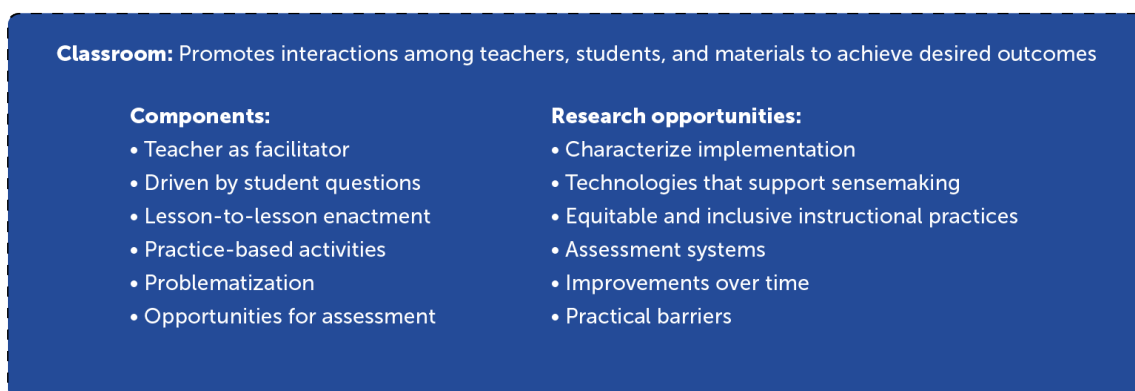 Classroom: Promotes interactions among teachers, students, and materials to achieve desired outcomes
Components:
• Teacher as facilitator
• Driven by student questions
• Lesson-to-lesson enactment
• Practice-based activities
• Problematization
• Opportunities for assessment
Research opportunities:
• Characterize implementation
• Technologies that support sensemaking
• Equitable and inclusive instructional practices
• Assessment systems
• Improvements over time
• Practical barriers